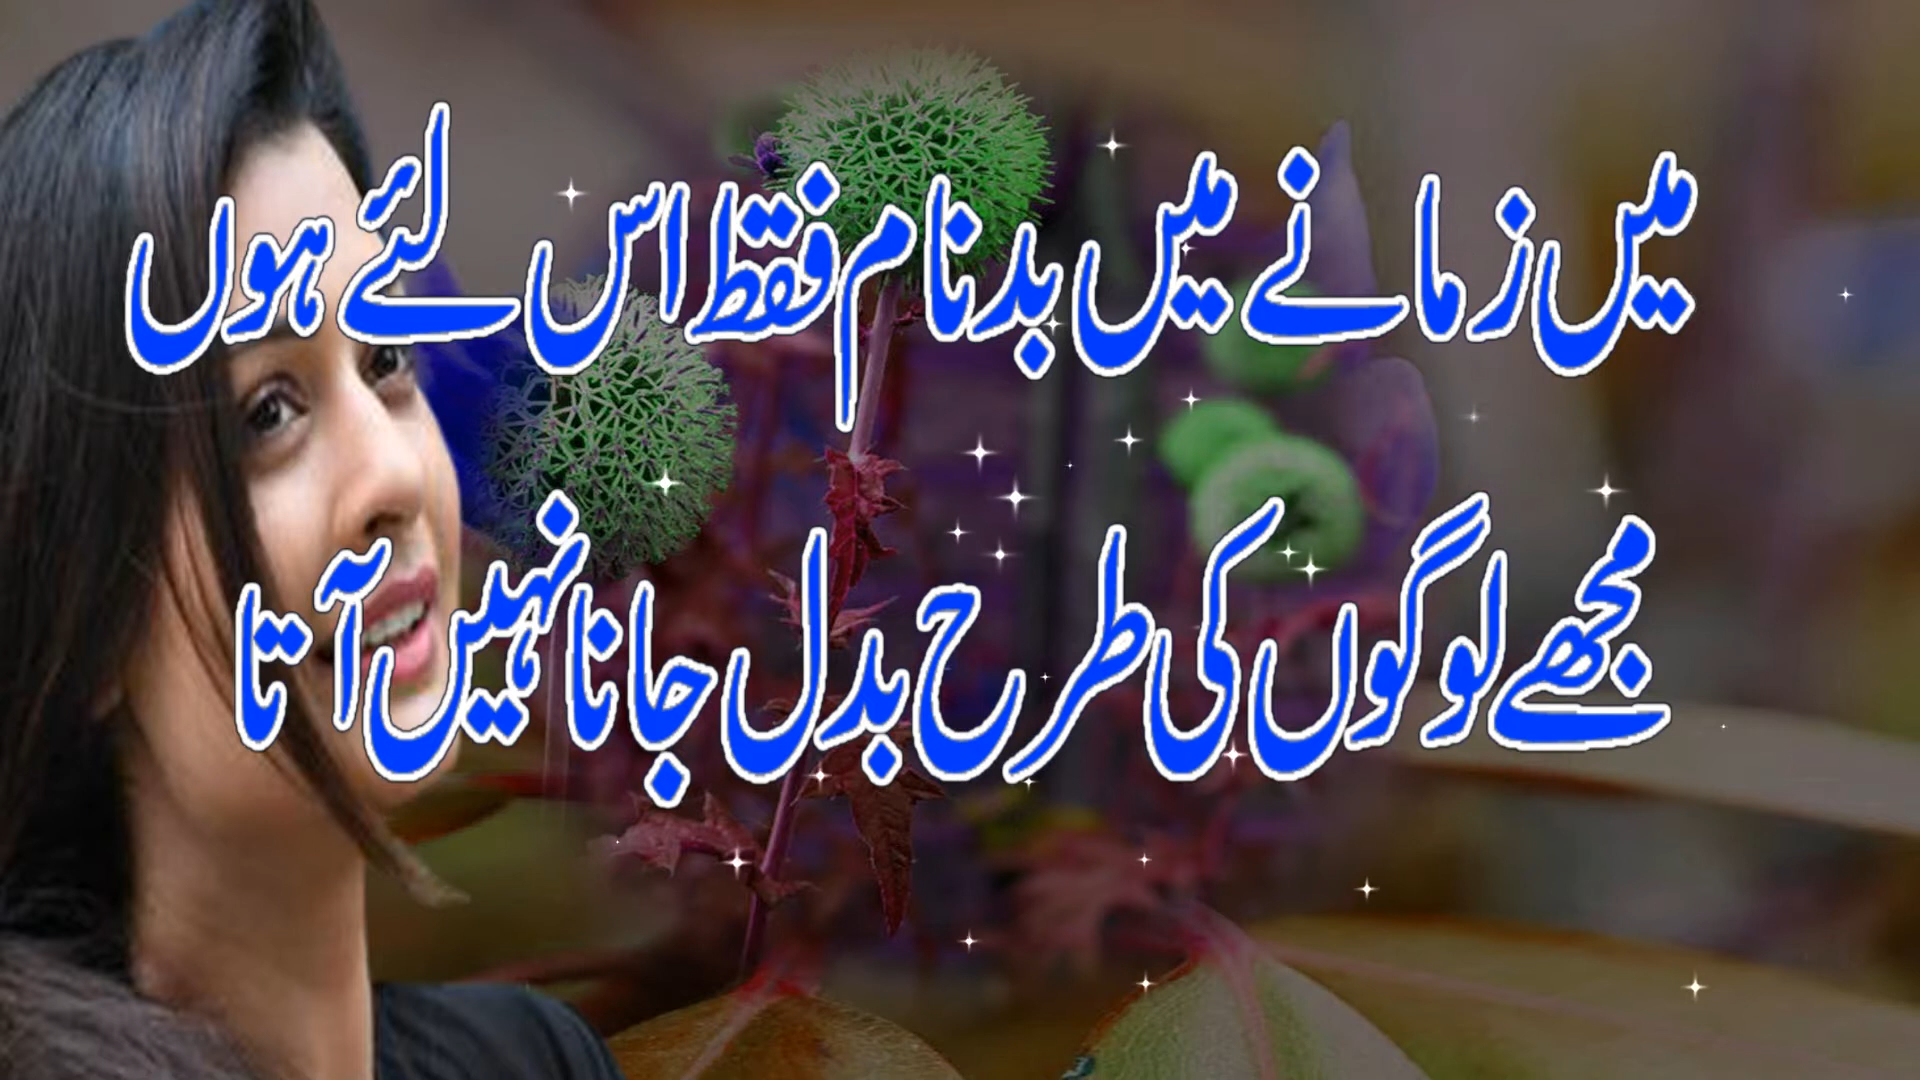 میں زمانے میں بدنام فقط اسّ لئے ہوں
مجھے لوگوں کی طرح بدل جانا نہیں آتا